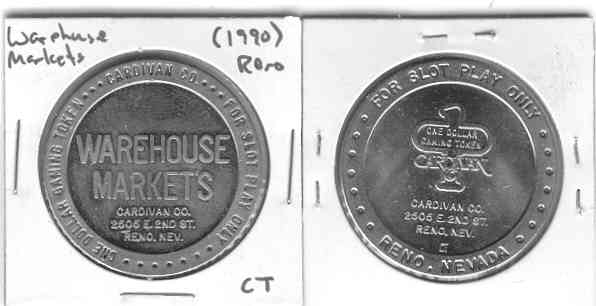 Warehouse
Markets
(1990)
Reno
CARDIVAN CO.
FOR SLOT PLAY ONLY
ONE DOLLAR GAMING TOKEN
WAREHOUSE
MARKETS
CARDIVAN CO.
2505 E. 2ND ST.
RENO, NEV.
CT
FOR SLOT PLAY ONLY
1
ONE DOLLAR
GAMING TOKEN
CARDIVAN
CARDIVAN CO.
2505 E. 2ND ST.
RENO, NEV.
CT
RENO, NEVADA